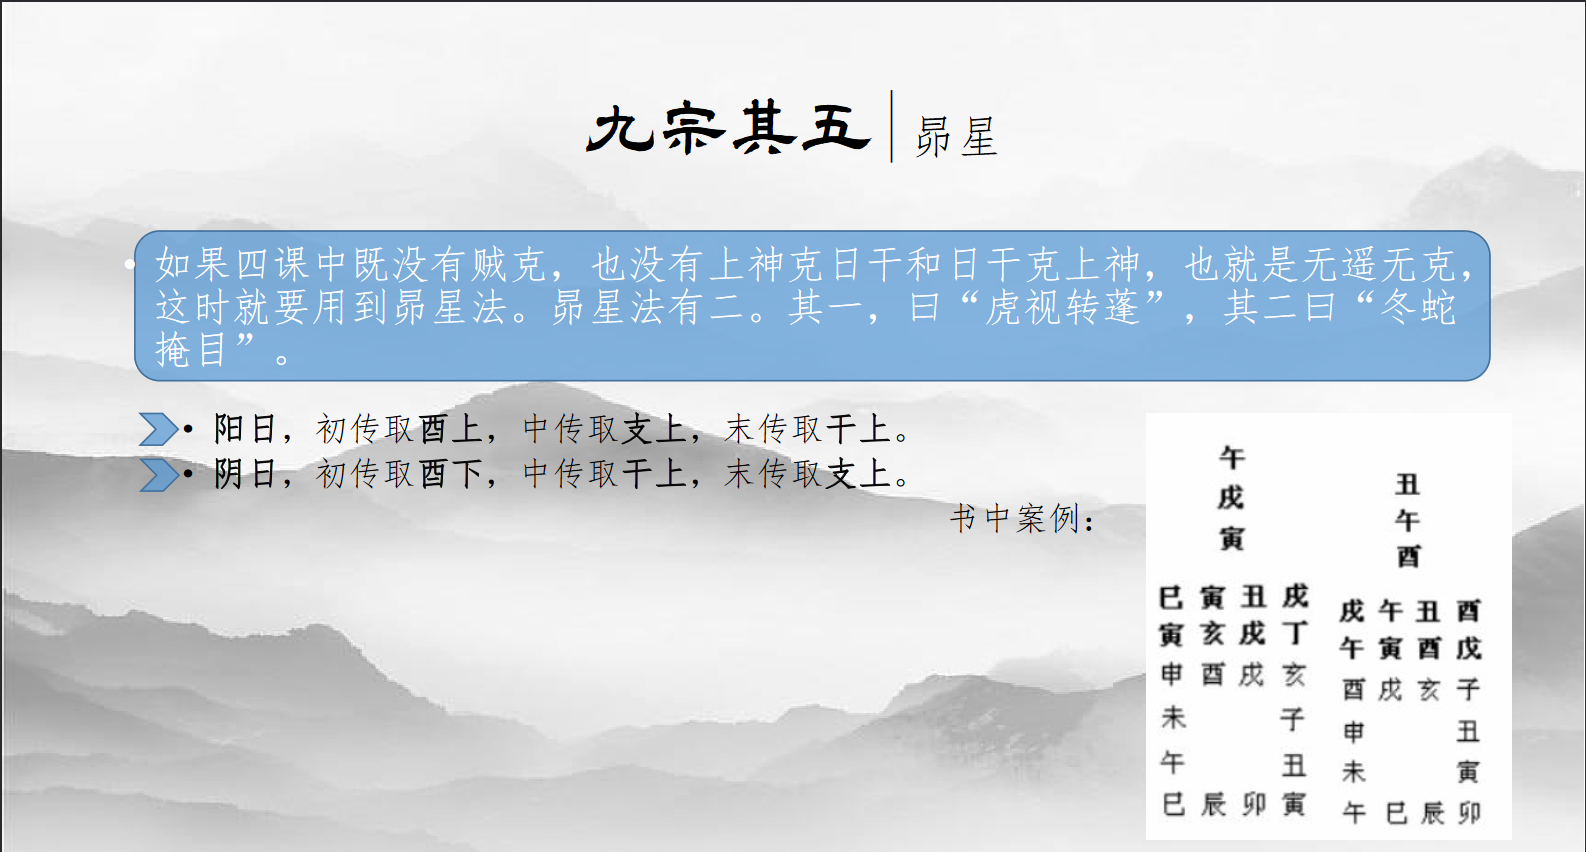 九宗其五 昴星
• 如果四课中既没有贼克，也没有上神克日干和日干克上神，也就是无遥无克，
这时就要用到昴星法。昴星法有二。其一，曰“虎视转蓬”，其二曰“冬蛇
掩目”。
• 阳日，初传取酉上，中传取支上，末传取干上。
• 阴日，初传取酉下，中传取干上，末传取支上。
书中案例：
午
戌
寅
巳 寅 丑 戌
寅 亥 戌 丁
申 酉 戌 亥
未 子
午 丑
巳 辰 卯 寅
丑
午
酉
戌 午 丑 酉
午 寅 酉 戊
酉 戌 亥 子
申 丑
未 寅
午 巳 辰 卯